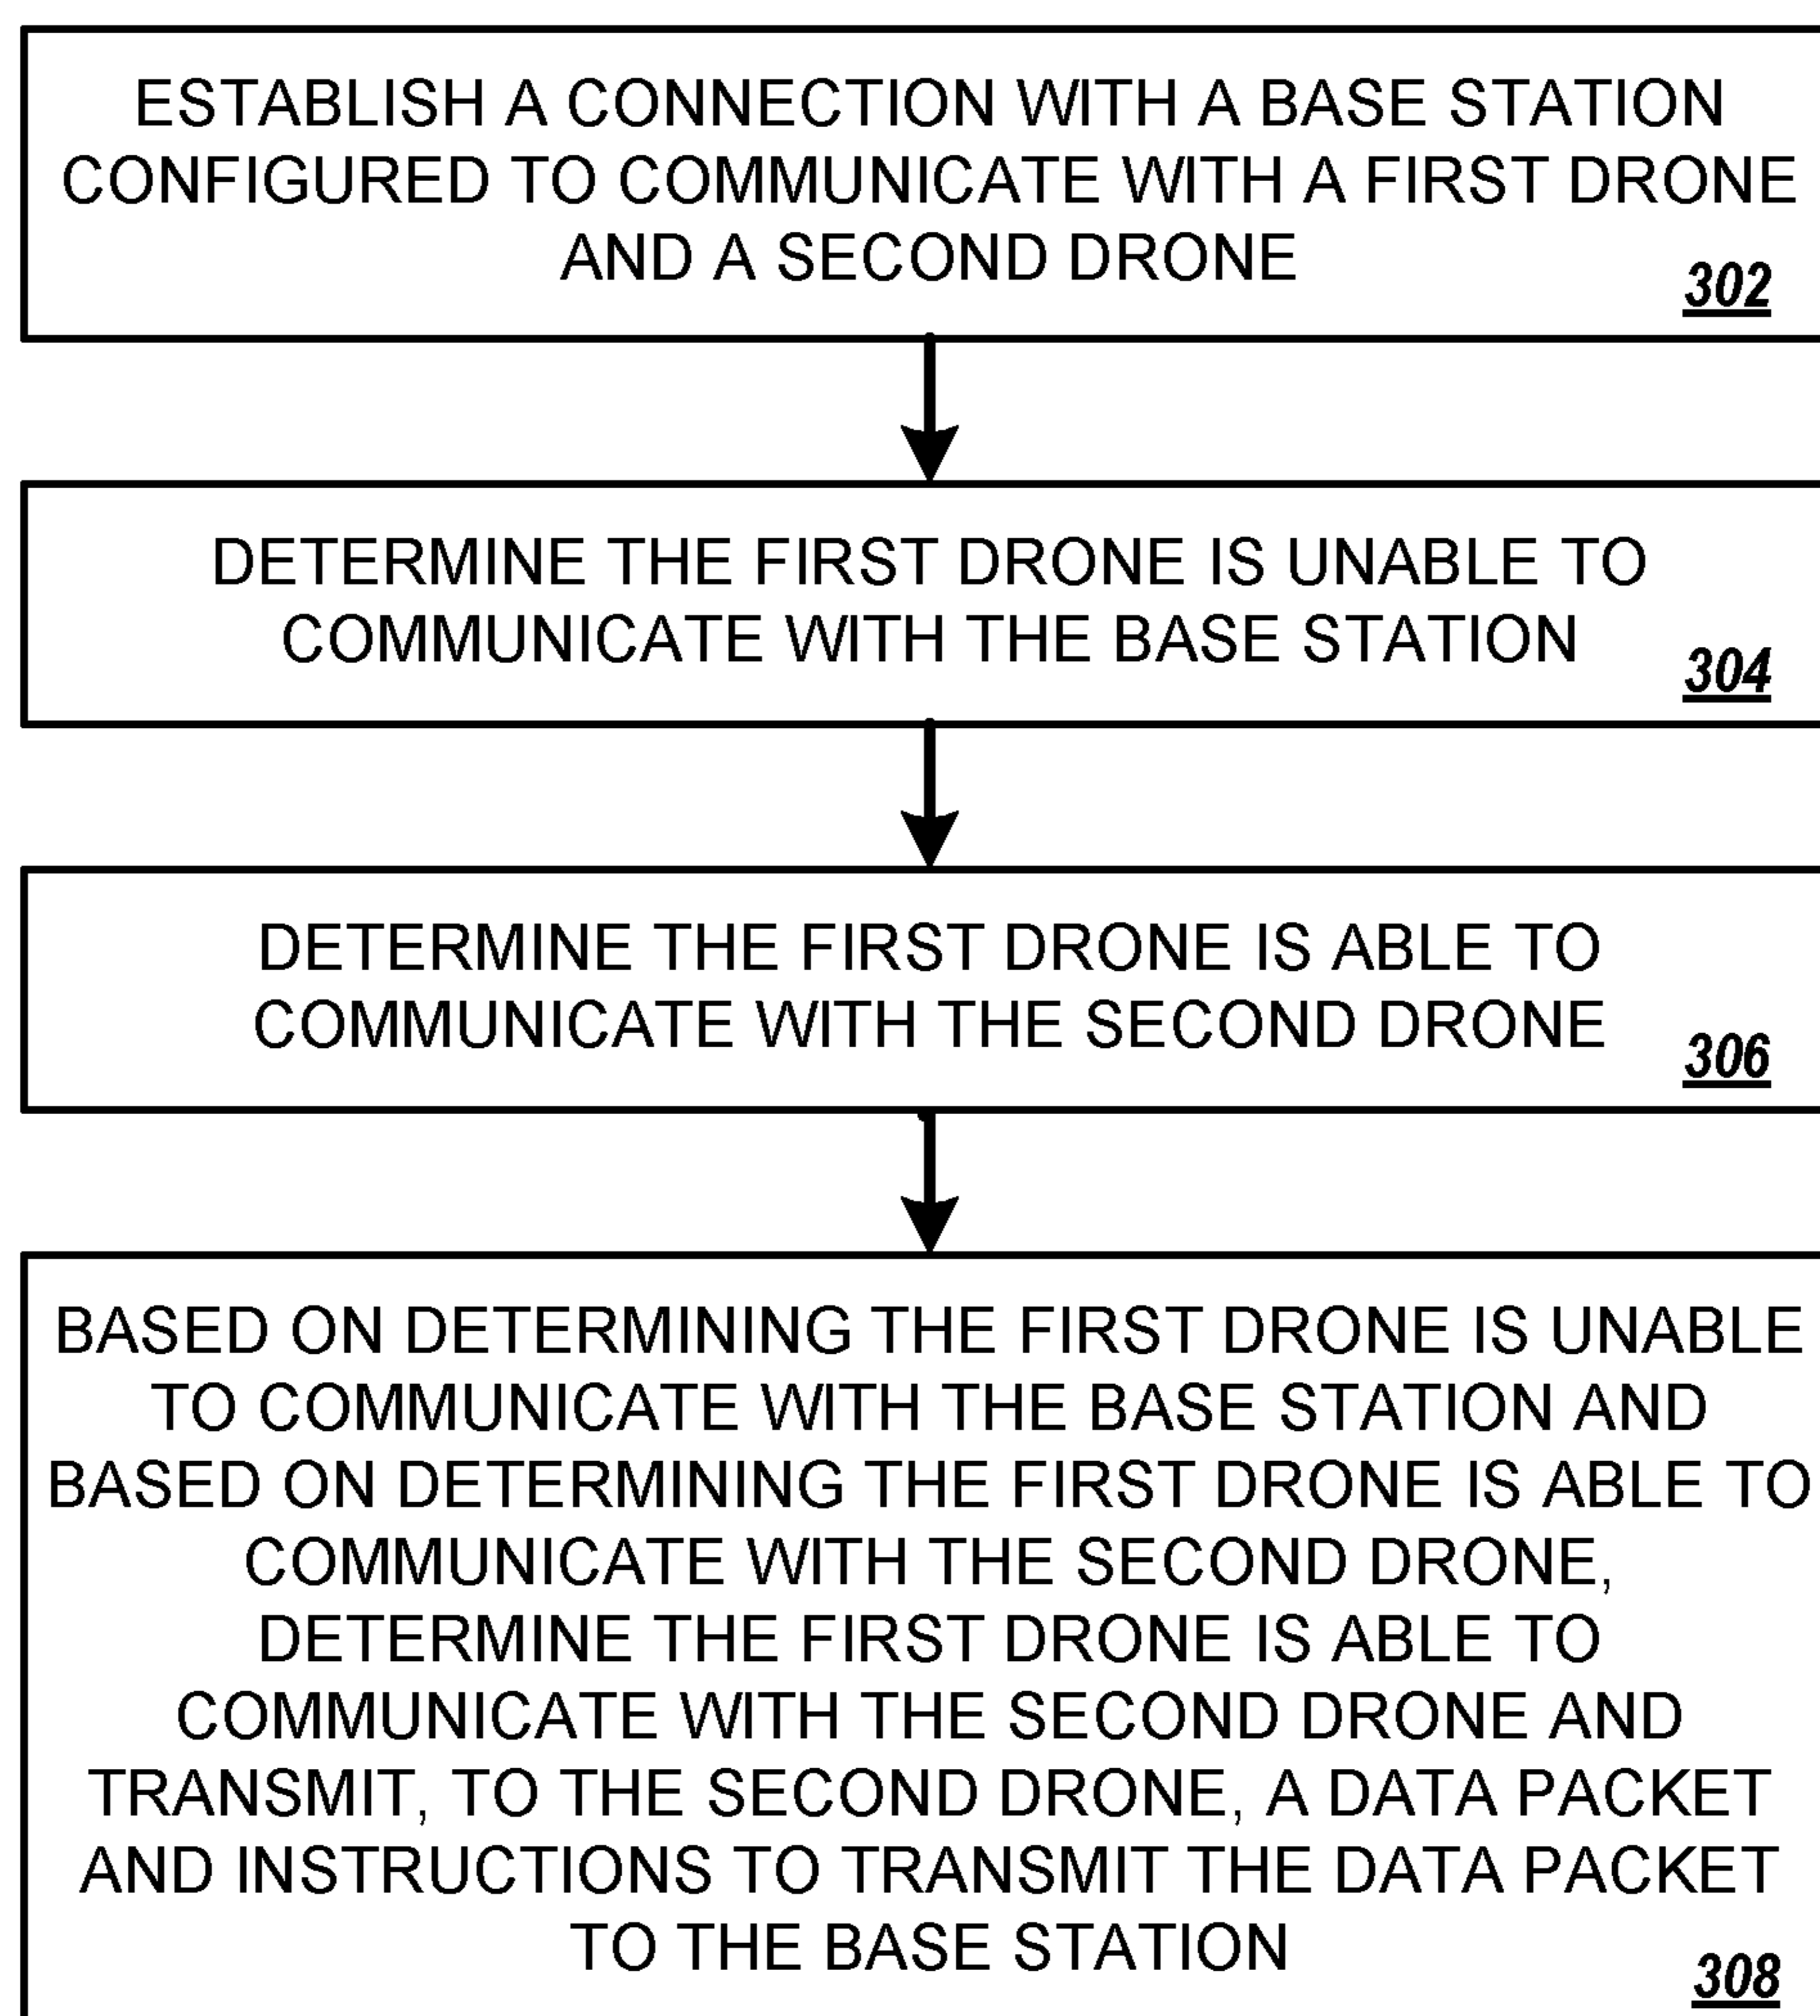 ESTABLISH A CONNECTION WITH A BASE STATION
CONFIGURED TO COMMUNICATE WITH A FIRST DRONE
AND A SECOND DRONE
302
DETERMINE THE FIRST DRONE IS UNABLE TO
COMMUNICATE WITH THE BASE STATION
304
DETERMINE THE FIRST DRONE IS ABLE TO
COMMUNICATE WITH THE SECOND DRONE
306
BASED ON DETERMINING THE FIRST DRONE IS UNABLE
TO COMMUNICATE WITH THE BASE STATION AND
BASED ON DETERMINING THE FIRST DRONE IS ABLE TO
COMMUNICATE WITH THE SECOND DRONE,
DETERMINE THE FIRST DRONE IS ABLE TO
COMMUNICATE WITH THE SECOND DRONE AND
TRANSMIT, TO THE SECOND DRONE, A DATA PACKET
AND INSTRUCTIONS TO TRANSMIT THE DATA PACKET
TO THE BASE STATION
308